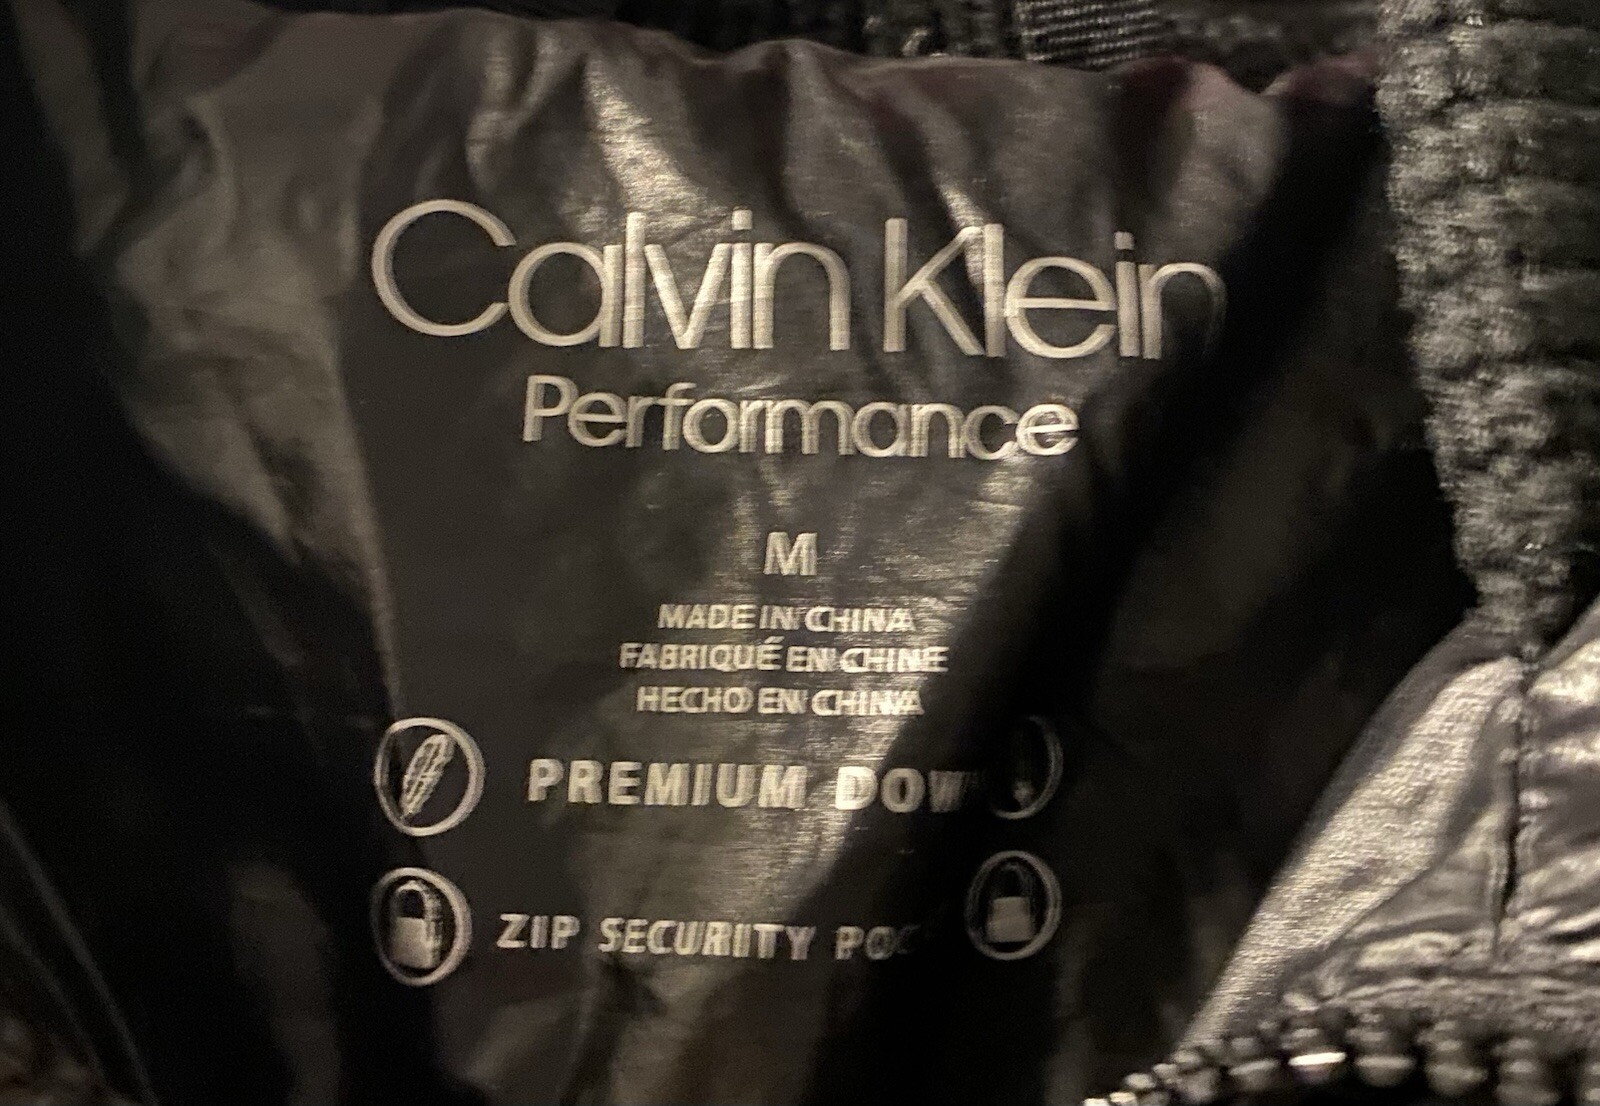 Calvin Klein
Performance
M
MADE IN CHINA
FABRIQUÉ EN CHINE
HECHO EN CHINA
PREMIUM
ZIP SECURITY